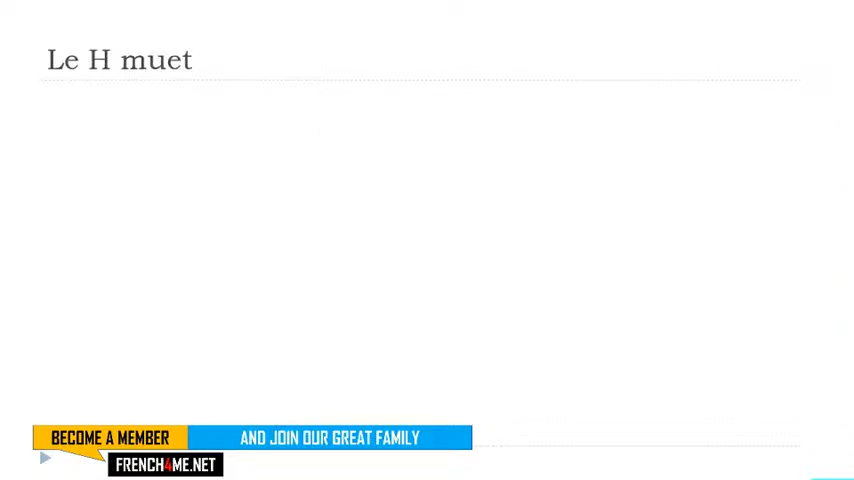 Le H muet
BECOME A MEMBER
AND JOIN OUR GREAT FAMILY
FRENCH4ME.NET